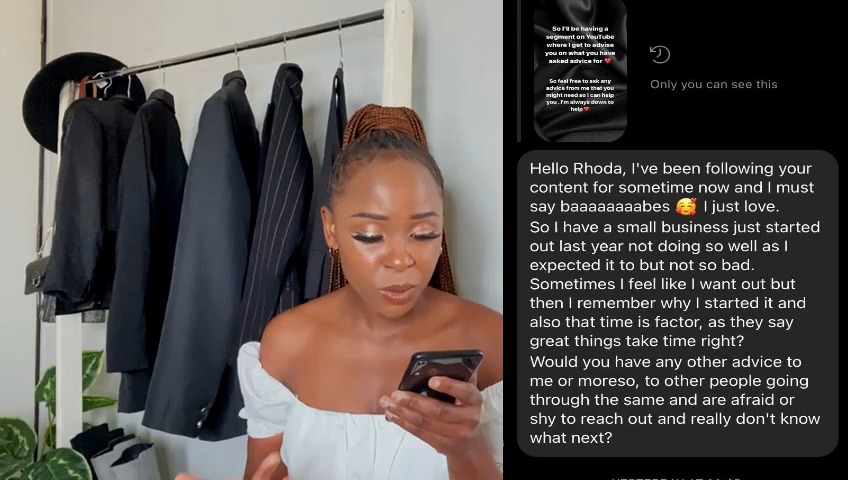 So I'll be having a
segment on YouTube
where I get to advise
you on what you have
asked advice for ❤️
So feel free to ask any
advice from me that you
might need so I can help
you . I'm always down to
help❤️
Only you can see this
Hello Rhoda, I've been following your
content for sometime now and I must
say baaaaaaabes 🥰 I just love.
So I have a small business just started
out last year not doing so well as I
expected it to but not so bad.
Sometimes I feel like I want out but
then I remember why I started it and
also that time is factor, as they say
great things take time right?
Would you have any other advice to
me or moreso, to other people going
through the same and are afraid or
shy to reach out and really don't know
what next?